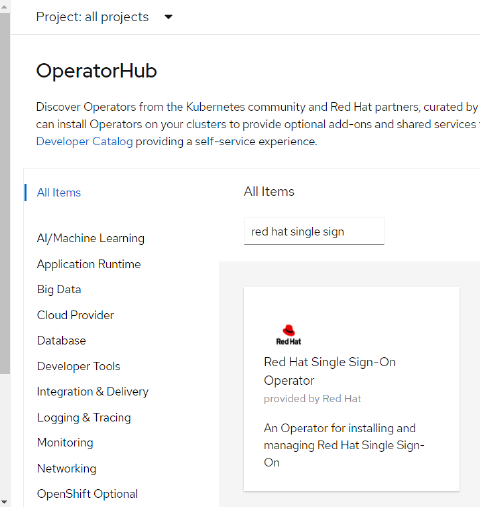 Project: all projects
OperatorHub
Discover Operators from the Kubernetes community and Red Hat partners, curated by
can install Operators on your clusters to provide optional add-ons and shared services
Developer Catalog providing a self-service experience.
All Items
AI/Machine Learning
Application Runtime
Big Data
Cloud Provider
Database
Developer Tools
Integration & Delivery
Logging & Tracing
Monitoring
Networking
OpenShift Optional
All Items
red hat single sign
Red Hat
Red Hat Single Sign-On
Operator
provided by Red Hat
An Operator for installing and
managing Red Hat Single Sign-
On